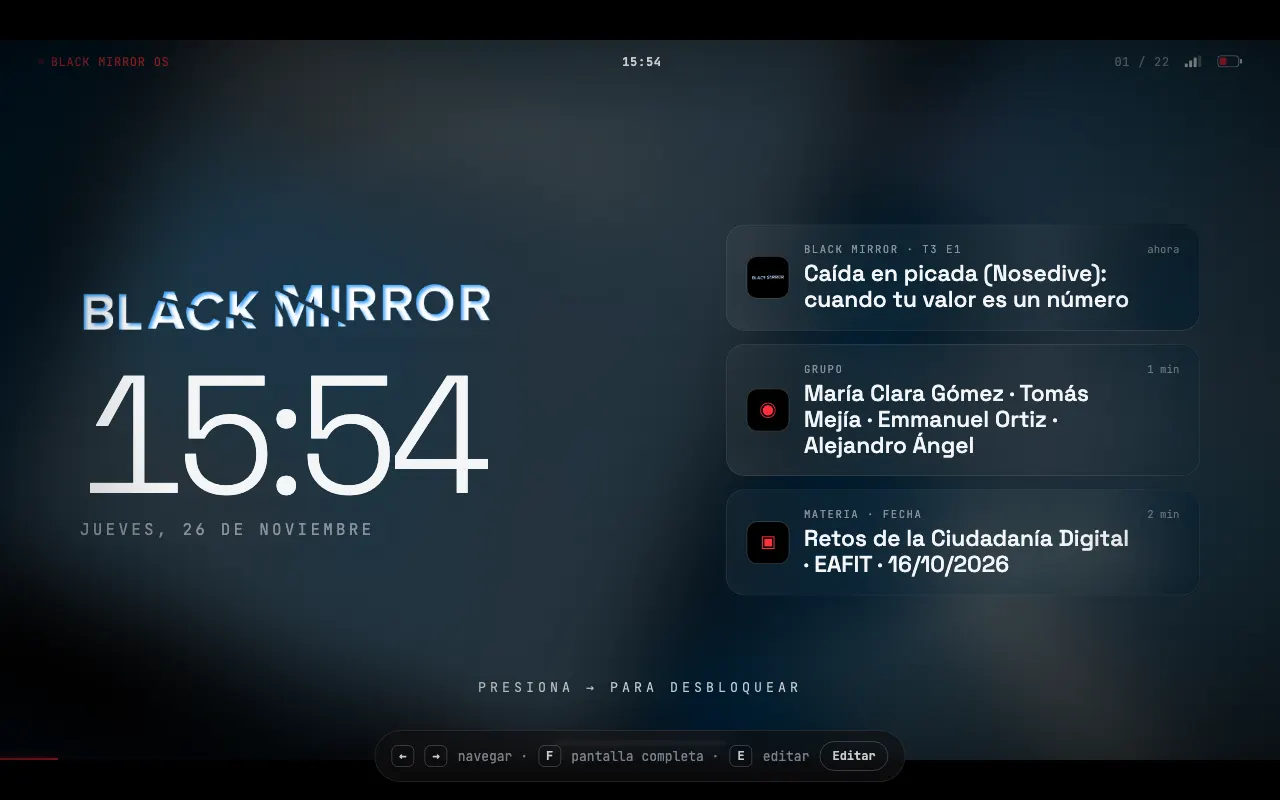 BLACK MIRROR OS
15:54
01 / 22
BLACK MIRROR
15:54
JUEVES, 26 DE NOVIEMBRE
BLACK MIRROR · T3 E1
ahora
BLACK MIRROR
Caída en picada (Nosedive):
cuando tu valor es un número
GRUPO
1 min
María Clara Gómez · Tomás
Mejía · Emmanuel Ortiz ·
Alejandro Ángel
MATERIA · FECHA
2 min
Retos de la Ciudadanía Digital
· EAFIT · 16/10/2026
PRESIONA → PARA DESBLOQUEAR
← → navegar · F pantalla completa · E editar Editar